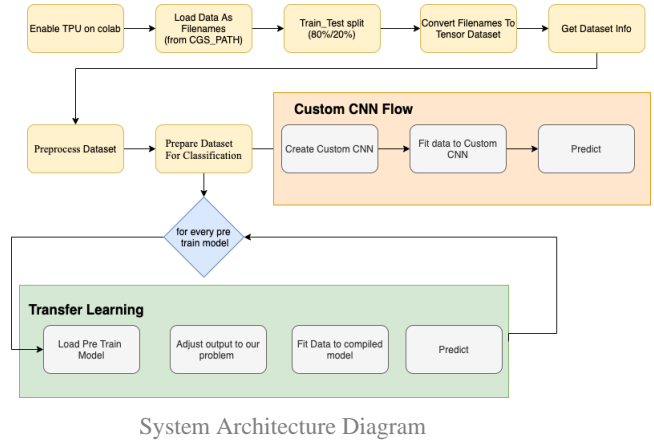 Enable TPU on colab
Load Data As
Filenames
(from CGS_PATH)
Train_Test split
(80%/20%)
Convert Filenames To
Tensor Dataset
Get Dataset Info
Preprocess Dataset
Prepare Dataset
For Classification
Custom CNN Flow
Create Custom CNN
Fit data to Custom
CNN
Predict
for every pre
train model
Transfer Learning
Load Pre Train
Model
Adjust output to our
problem
Fit Data to compiled
model
Predict
System Architecture Diagram